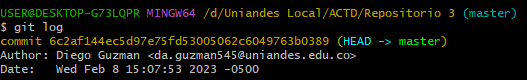 USER@DESKTOP-G73LQPR MINGW64 /d/Uniandes Local/ACTD/Repositorio 3 (master)
$ git log
commit 6c2af144ec5d97e75fd53005062c6049763b0389 (HEAD -> master)
Author: Diego Guzman <da.guzman545@uniandes.edu.co>
Date:   Wed Feb 8 15:07:53 2023 -0500